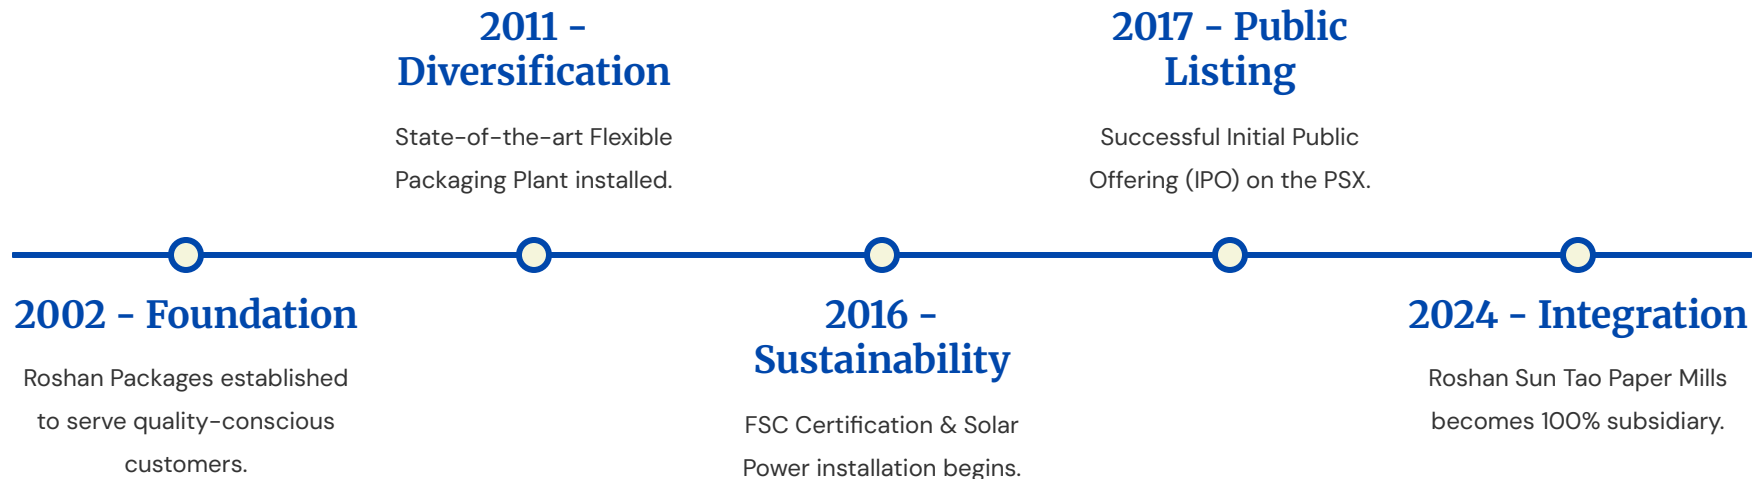 2002 - Foundation
Roshan Packages established
to serve quality-conscious
customers.
2011 -
Diversification
State-of-the-art Flexible
Packaging Plant installed.
2016 -
Sustainability
FSC Certification & Solar
Power installation begins.
2017 - Public
Listing
Successful Initial Public
Offering (IPO) on the PSX.
2024 - Integration
Roshan Sun Tao Paper Mills
becomes 100% subsidiary.